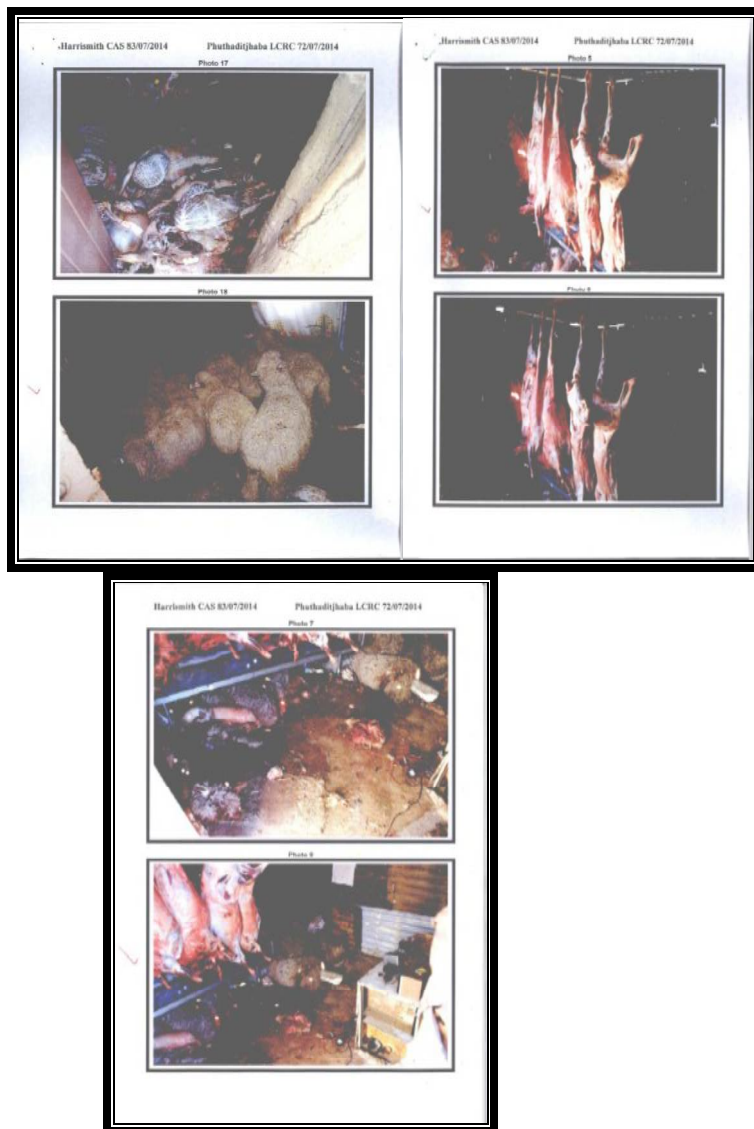 Harrismith CAS 83/07/2014 Phuthaditjhaba LCRC 72/07/2014
Photo 17
Photo 18
Harrismith CAS 83/07/2014 Phuthaditjhaba LCRC 72/07/2014
Photo 5
Photo 6
Harrismith CAS 83/07/2014 Phuthaditjhaba LCRC 72/07/2014
Photo 7
Photo 8